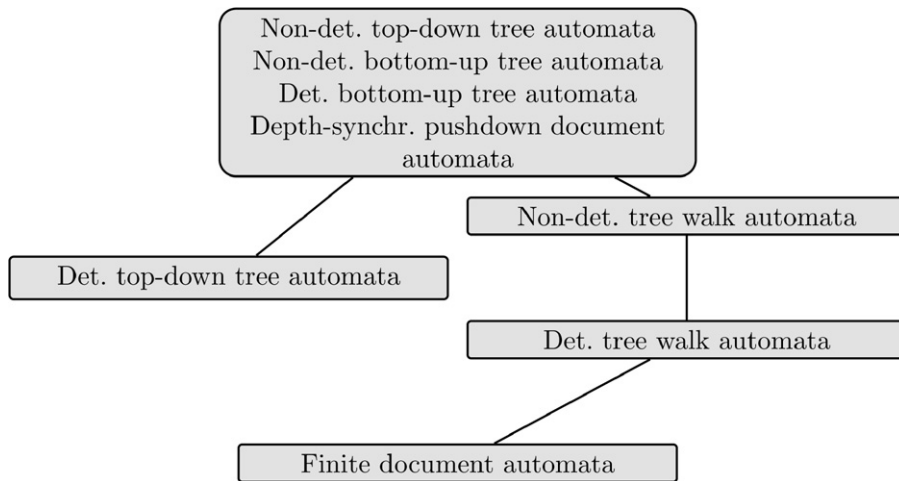 Non-det. top-down tree automata
Non-det. bottom-up tree automata
Det. bottom-up tree automata
Depth-synchr. pushdown document
automata
Non-det. tree walk automata
Det. top-down tree automata
Det. tree walk automata
Finite document automata